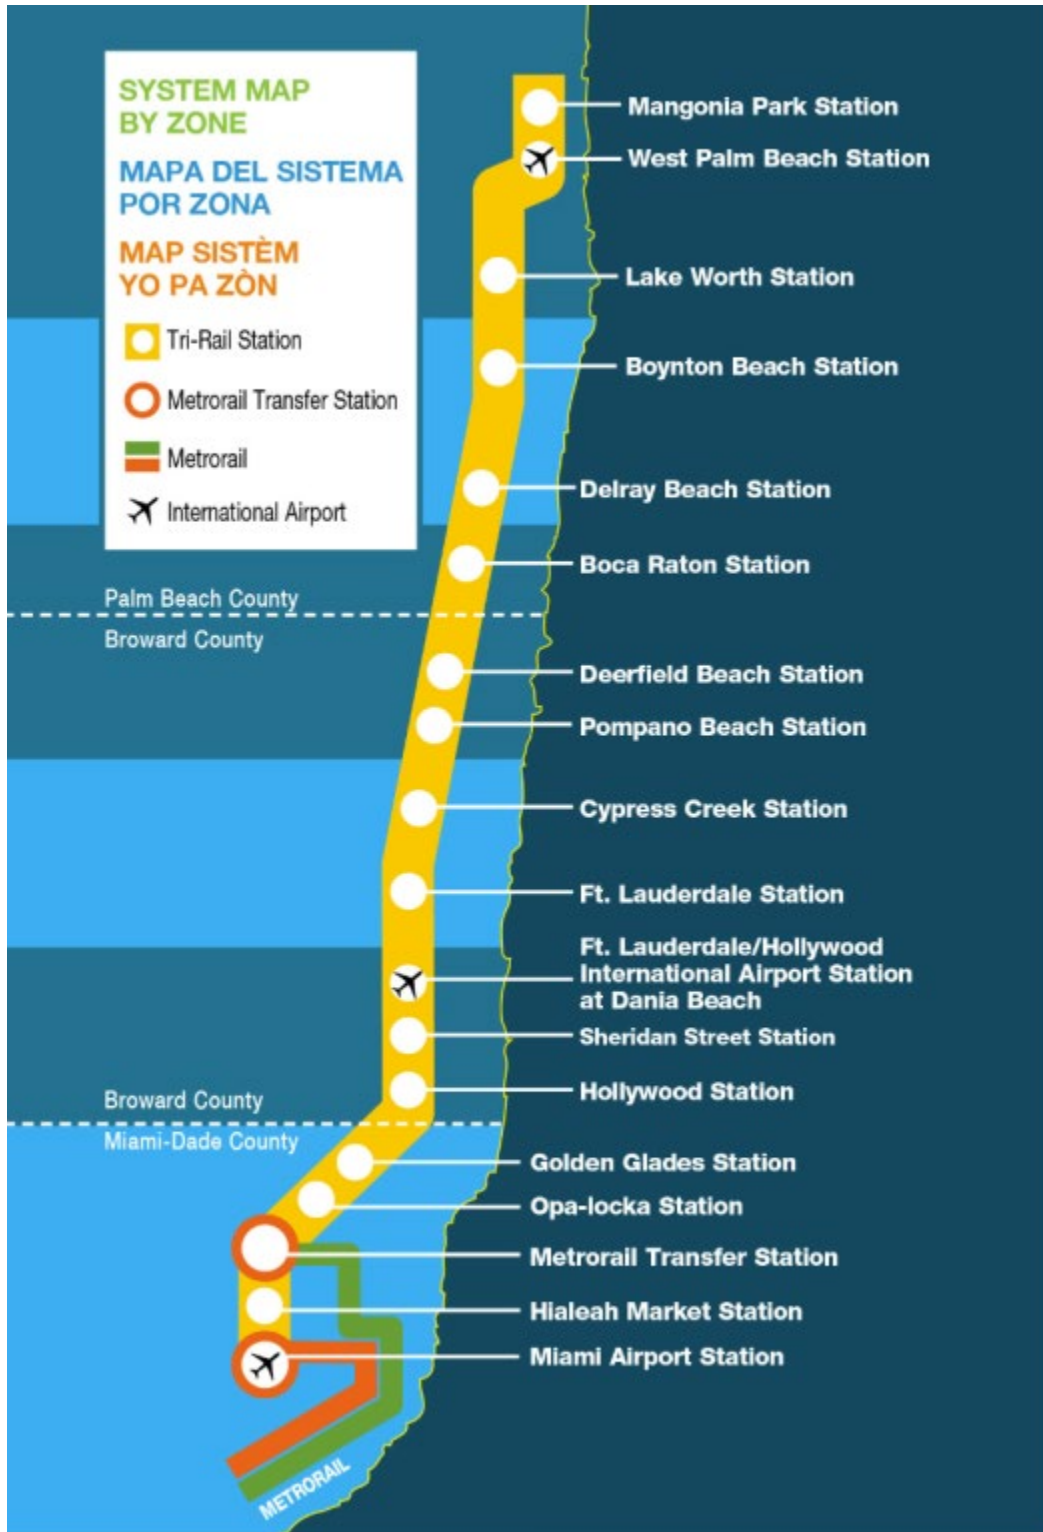 SYSTEM MAP
BY ZONE
MAPA DEL SISTEMA
POR ZONA
MAP SISTÈM
YO PA ZÒN
Tri-Rail Station
Metrorail Transfer Station
Metrorail
International Airport
Mangonia Park Station
West Palm Beach Station
Lake Worth Station
Boynton Beach Station
Delray Beach Station
Boca Raton Station
Palm Beach County
Broward County
Deerfield Beach Station
Pompano Beach Station
Cypress Creek Station
Ft. Lauderdale Station
Ft. Lauderdale/Hollywood
International Airport Station
at Dania Beach
Sheridan Street Station
Hollywood Station
Broward County
Miami-Dade County
Golden Glades Station
Opa-locka Station
Metrorail Transfer Station
Hialeah Market Station
Miami Airport Station
METRORAIL